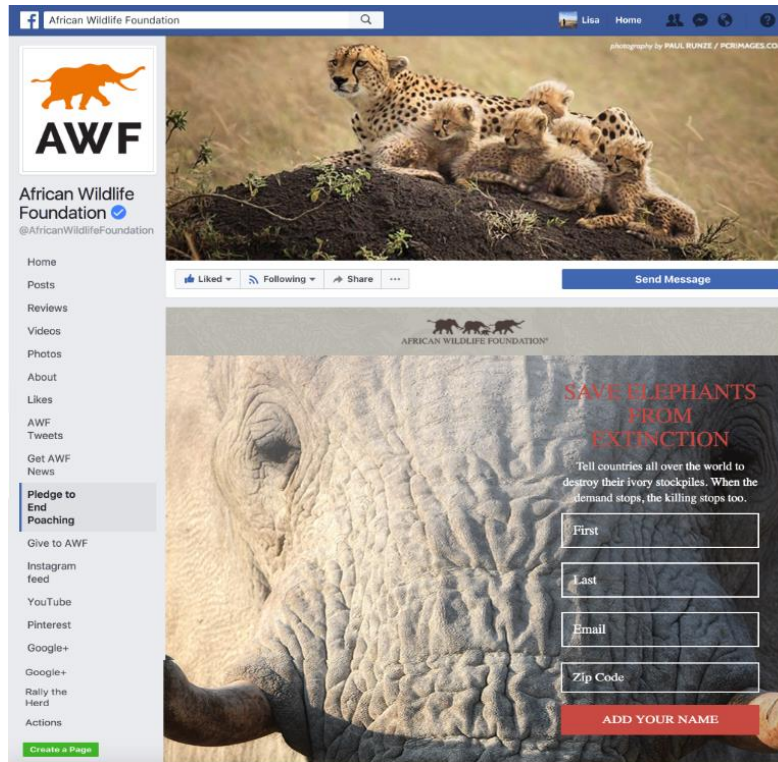 African Wildlife Foundation
Lisa Home
photography by PAUL RUNZE / PCRIMAGES.CO
AWF
African Wildlife
Foundation
@AfricanWildlifeFoundation
Home
Posts
Reviews
Videos
Photos
About
Likes
AWF
Tweets
Get AWF
News
Pledge to
End
Poaching
Give to AWF
Instagram
feed
YouTube
Pinterest
Google+
Google+
Rally the
Herd
Actions
Create a Page
Liked Following Share ...
Send Message
AFRICAN WILDLIFE FOUNDATION®
SAVE ELEPHANTS
FROM
EXTINCTION
Tell countries all over the world to
destroy their ivory stockpiles. When the
demand stops, the killing stops too.
First
Last
Email
Zip Code
ADD YOUR NAME